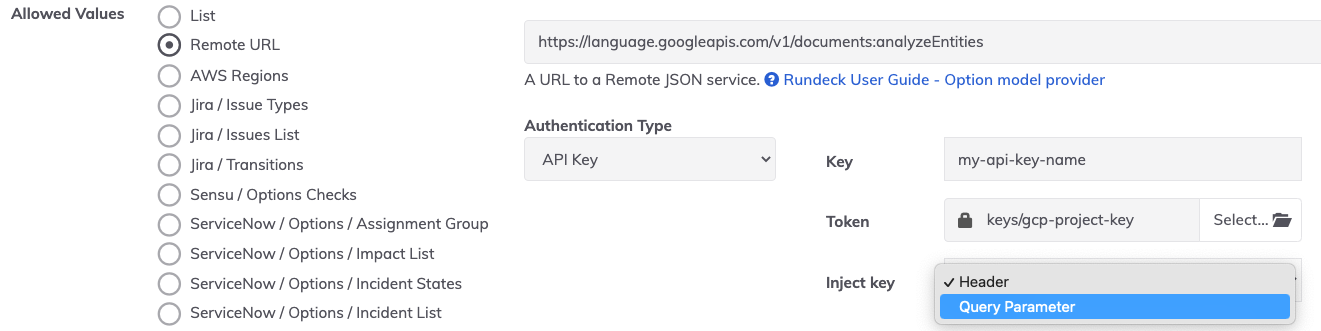 Allowed Values
List
Remote URL
AWS Regions
Jira / Issue Types
Jira / Issues List
Jira / Transitions
Sensu / Options Checks
ServiceNow / Options / Assignment Group
ServiceNow / Options / Impact List
ServiceNow / Options / Incident States
ServiceNow / Options / Incident List
https://language.googleapis.com/v1/documents:analyzeEntities
A URL to a Remote JSON service. ? Rundeck User Guide - Option model provider
Authentication Type
API Key
Key
my-api-key-name
Token
keys/gcp-project-key
Select...
Inject key
✓ Header
Query Parameter